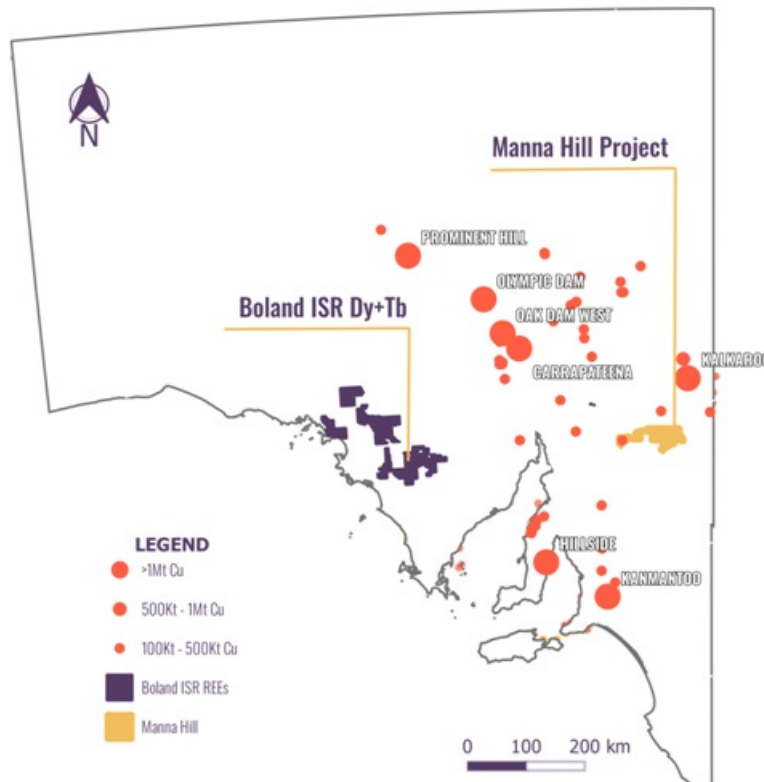 N
Manna Hill Project
PROMINENT HILL
OLYMPIC DAM
Boland ISR Dy+Tb
OAK DAM WEST
CARRAPATEENA
LEGEND
>1Mt Cu
500Kt - 1Mt Cu
100Kt - 500Kt Cu
Boland ISR REEs
Manna Hill
HILLSIDE
KANMANTOO
0 100 200 km